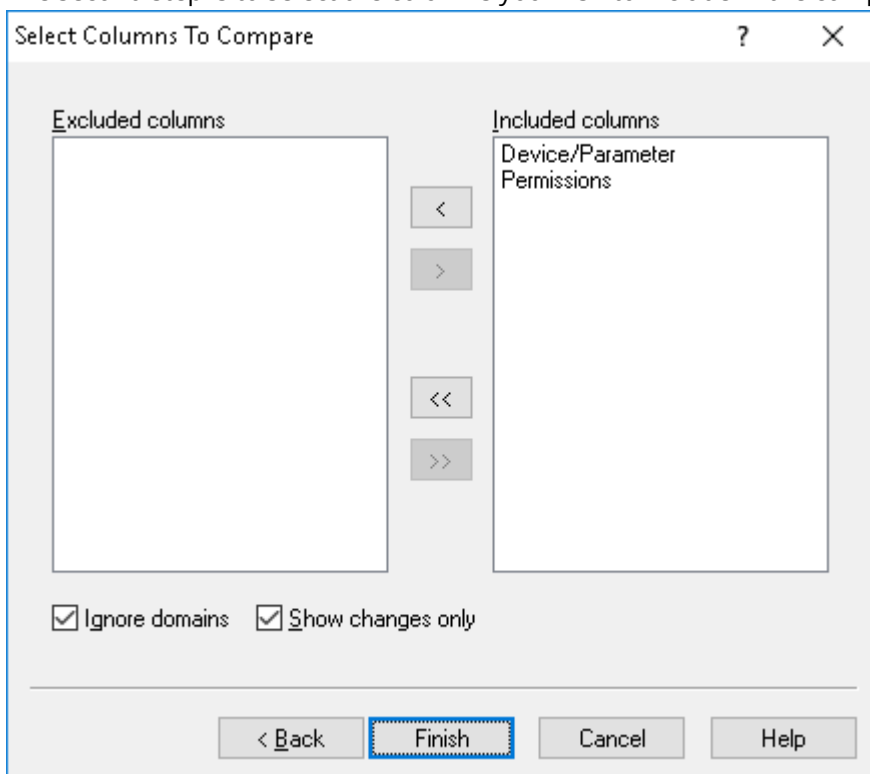 Select Columns To Compare
Excluded columns
Included columns
Device/Parameter
Permissions
<
>
<<
>>
Ignore domains
Show changes only
< Back
Finish
Cancel
Help